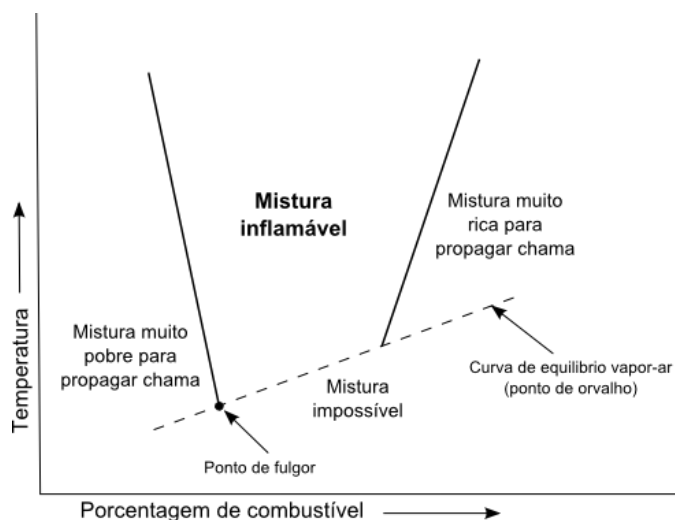 Mistura
inflamável
Mistura muito
rica para
propagar chama
Mistura muito
pobre para
propagar chama
Mistura
impossível
Curva de equilibrio vapor-ar
(ponto de orvalho)
Ponto de fulgor
Temperatura
Porcentagem de combustível